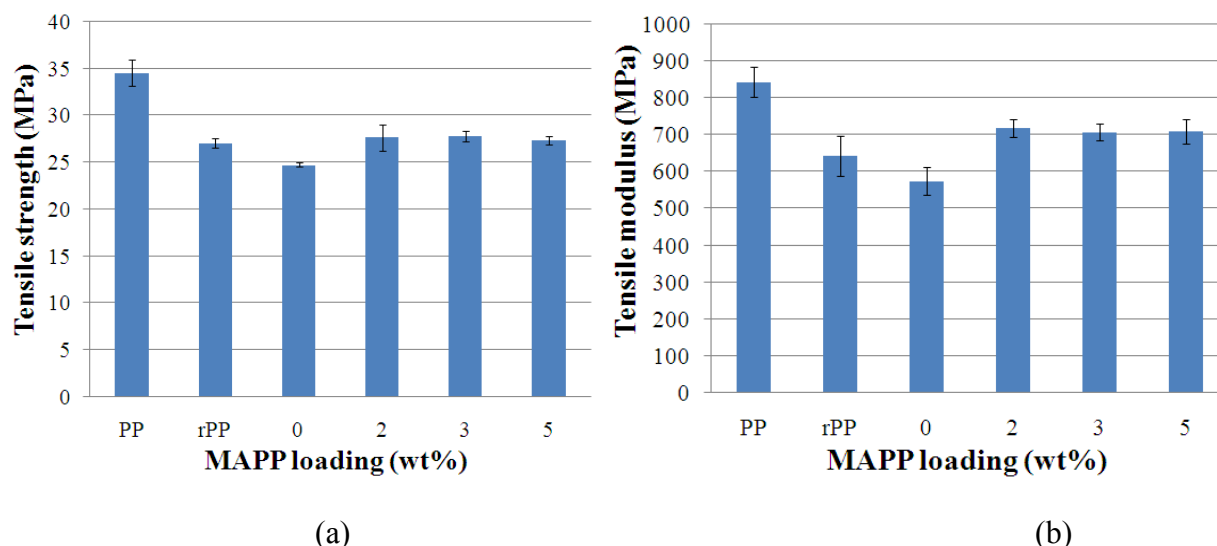 40
35
30
25
20
15
10
5
0
Tensile strength (MPa)
PP rPP 0 2 3 5
MAPP loading (wt%)
(a)
1000
900
800
700
600
500
400
300
200
100
0
Tensile modulus (MPa)
PP rPP 0 2 3 5
MAPP loading (wt%)
(b)